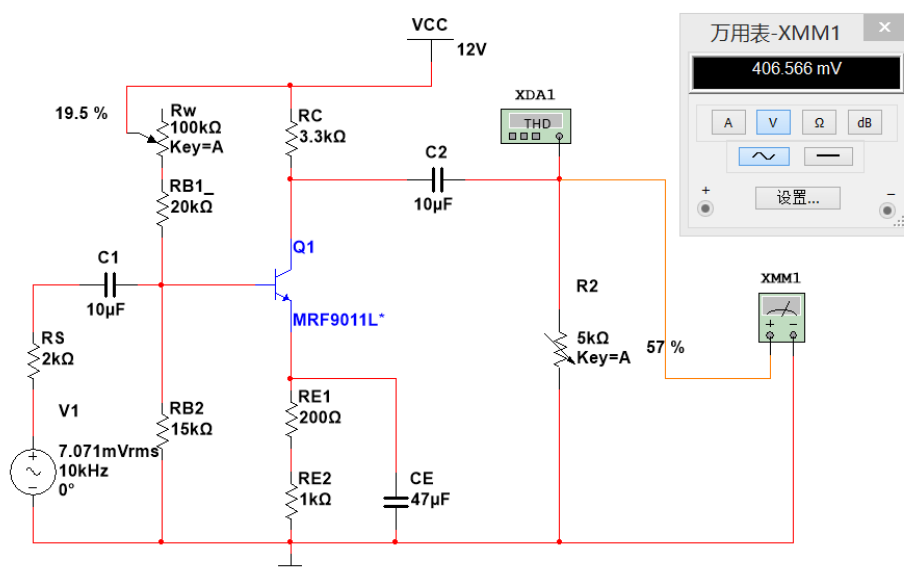 VCC
12V
19.5 %
Rw
100kΩ
Key=A
RC
3.3kΩ
XDA1
THD
C2
10µF
RB1_
20kΩ
Q1
MRF9011L*
C1
10µF
RS
2kΩ
V1
7.071mVrms
10kHz
0°
RB2
15kΩ
RE1
200Ω
RE2
1kΩ
CE
47µF
R2
5kΩ
Key=A
57 %
XMM1
+ −
万用表-XMM1
×
406.566 mV
A V Ω dB
设置...
+ −